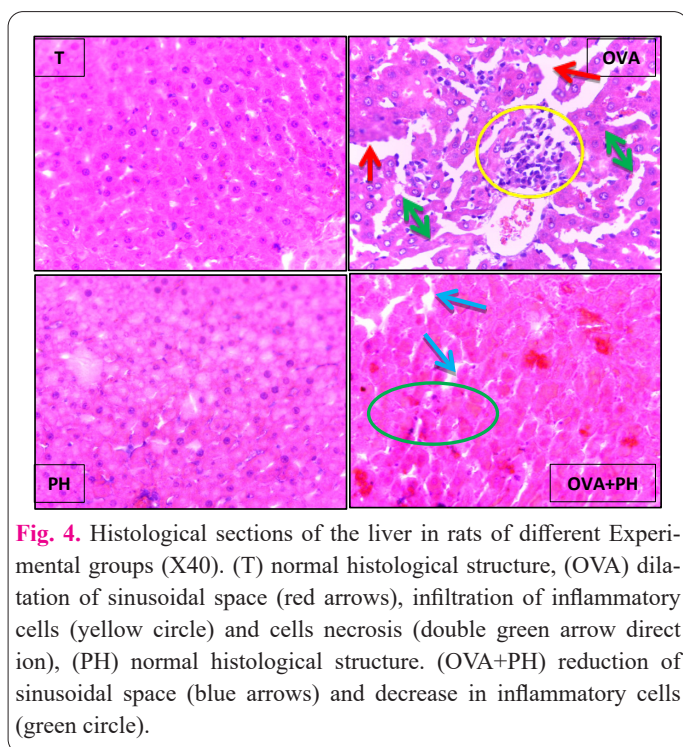 T
OVA
PH
OVA+PH
Fig. 4. Histological sections of the liver in rats of different Experi-
mental groups (X40). (T) normal histological structure, (OVA) dila-
tation of sinusoidal space (red arrows), infiltration of inflammatory
cells (yellow circle) and cells necrosis (double green arrow direct
ion), (PH) normal histological structure. (OVA+PH) reduction of
sinusoidal space (blue arrows) and decrease in inflammatory cells
(green circle).